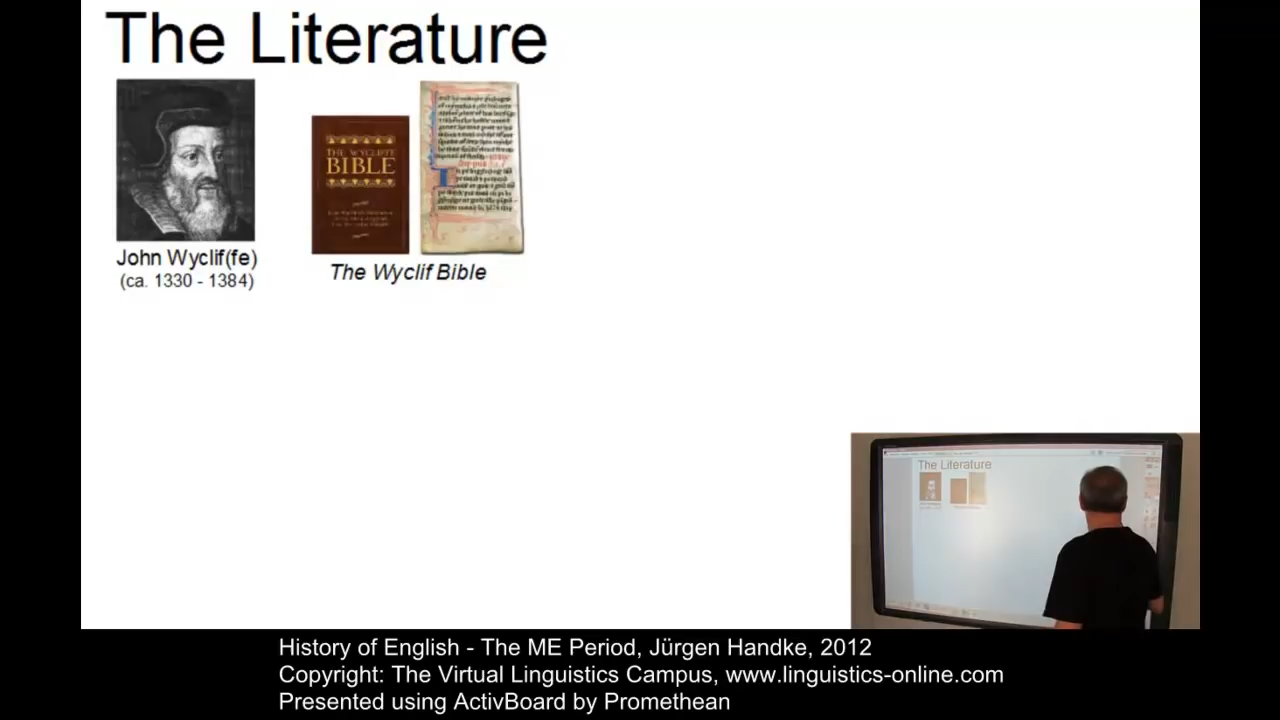 The Literature
THE WYCLIFFE
BIBLE
John Wyclif(fe)
(ca. 1330 - 1384)
The Wyclif Bible
The Literature
History of English - The ME Period, Jürgen Handke, 2012
Copyright: The Virtual Linguistics Campus, www.linguistics-online.com
Presented using ActivBoard by Promethean